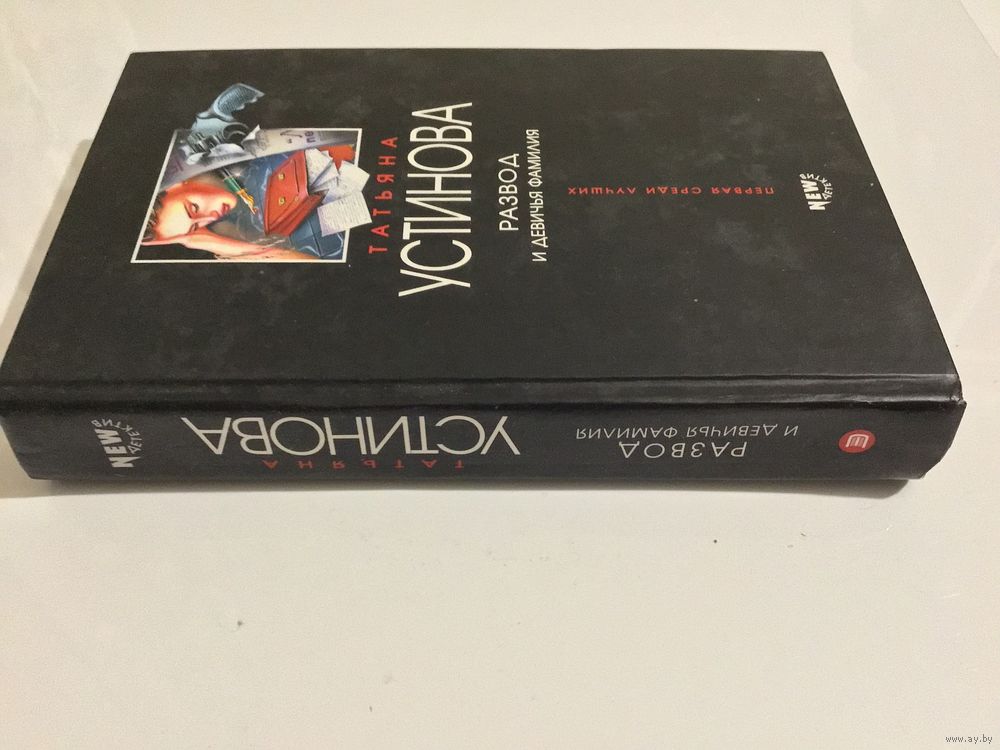 ТАТЬЯНА
УСТИНОВА
РАЗВОД
И ДЕВИЧЬЯ ФАМИЛИЯ
ПЕРВАЯ СРЕДИ ЛУЧШИХ
NEW
ТАТЬЯНА
УСТИНОВА
РАЗВОД
И ДЕВИЧЬЯ ФАМИЛИЯ
NEW
www.ay.by